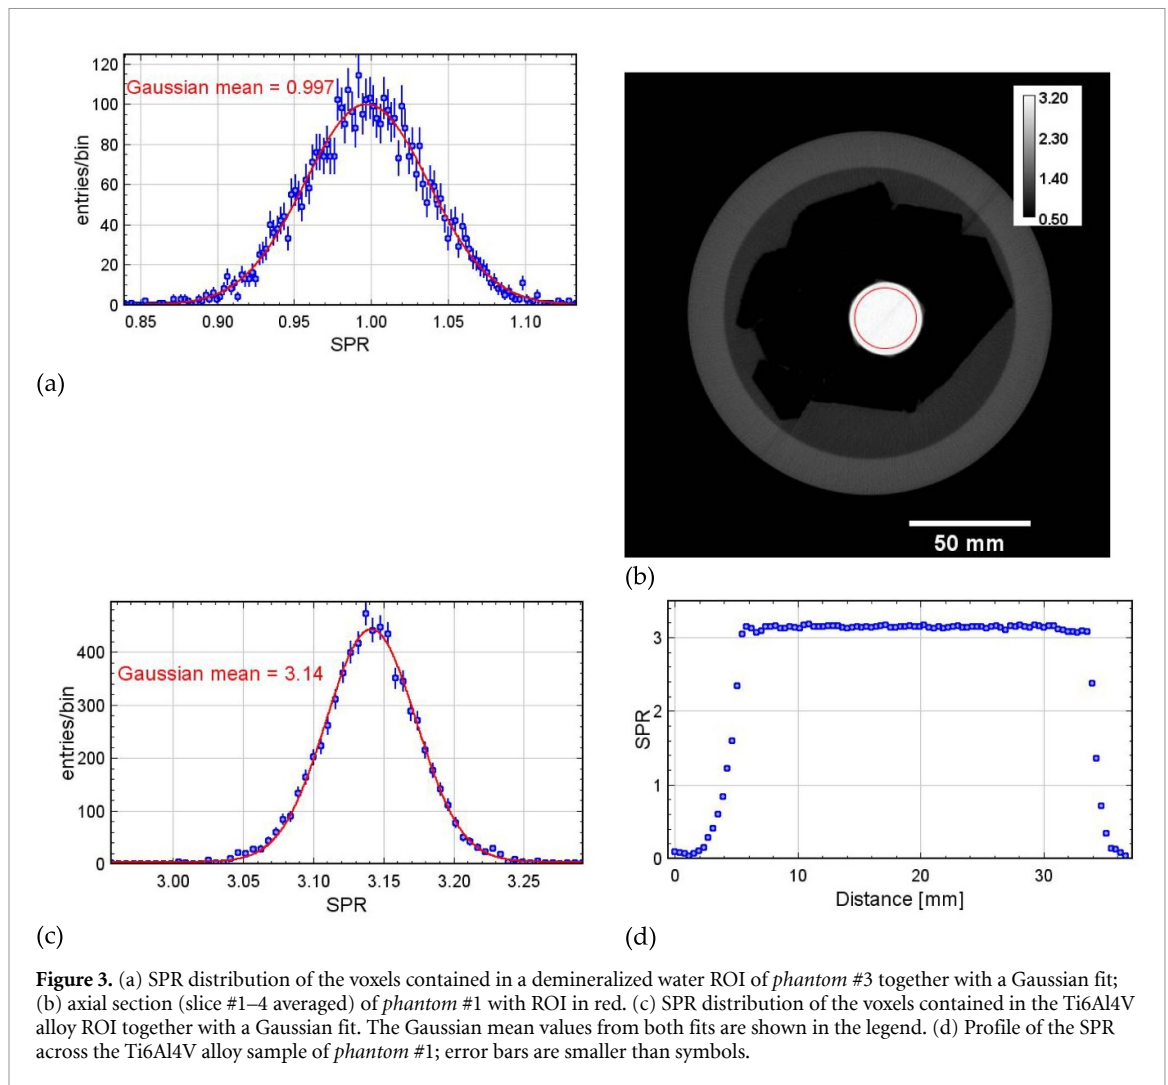 120
100
80
60
40
20
0
entries/bin
Gaussian mean = 0.997
0.85 0.90 0.95 1.00 1.05 1.10
SPR
(a)
3.20
2.30
1.40
0.50
50 mm
(b)
400
300
200
100
0
entries/bin
Gaussian mean = 3.14
3.00 3.05 3.10 3.15 3.20 3.25
SPR
(c)
3
2
1
0
SPR
0 10 20 30
Distance [mm]
(d)
Figure 3. (a) SPR distribution of the voxels contained in a demineralized water ROI of phantom #3 together with a Gaussian fit;
(b) axial section (slice #1–4 averaged) of phantom #1 with ROI in red. (c) SPR distribution of the voxels contained in the Ti6Al4V
alloy ROI together with a Gaussian fit. The Gaussian mean values from both fits are shown in the legend. (d) Profile of the SPR
across the Ti6Al4V alloy sample of phantom #1; error bars are smaller than symbols.